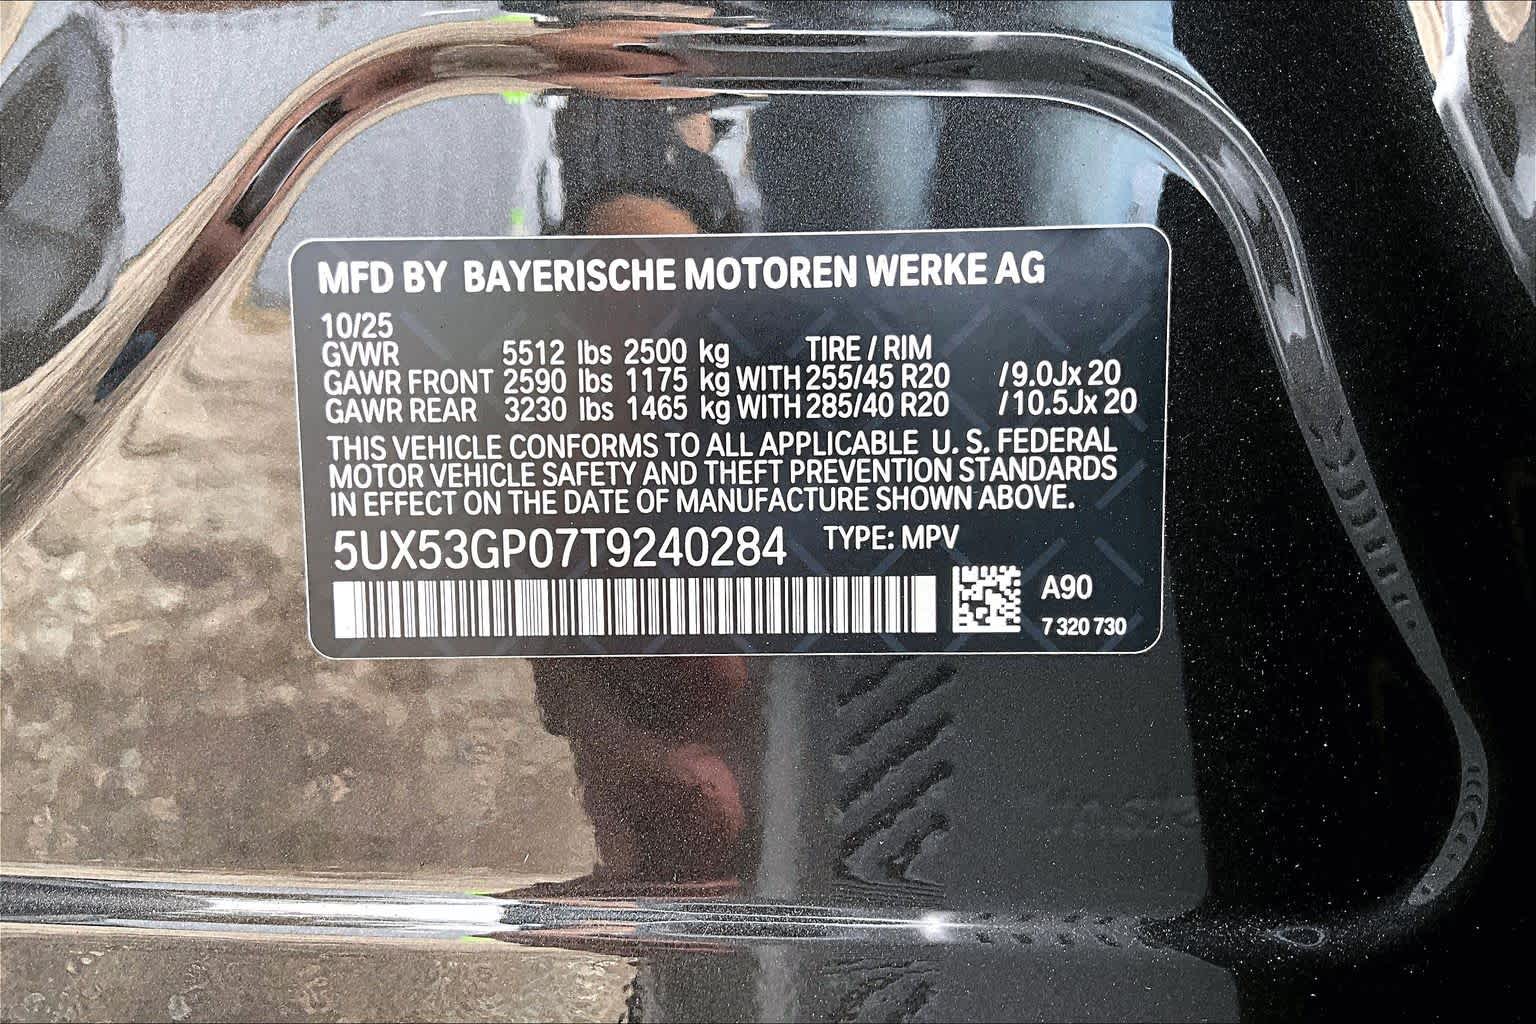 MFD BY BAYERISCHE MOTOREN WERKE AG
10/25
GVWR 5512 lbs 2500 kg TIRE / RIM
GAWR FRONT 2590 lbs 1175 kg WITH 255/45 R20 /9.0Jx 20
GAWR REAR 3230 lbs 1465 kg WITH 285/40 R20 /10.5Jx 20
THIS VEHICLE CONFORMS TO ALL APPLICABLE U. S. FEDERAL
MOTOR VEHICLE SAFETY AND THEFT PREVENTION STANDARDS
IN EFFECT ON THE DATE OF MANUFACTURE SHOWN ABOVE.
5UX53GP07T9240284 TYPE: MPV
A90
7 320 730